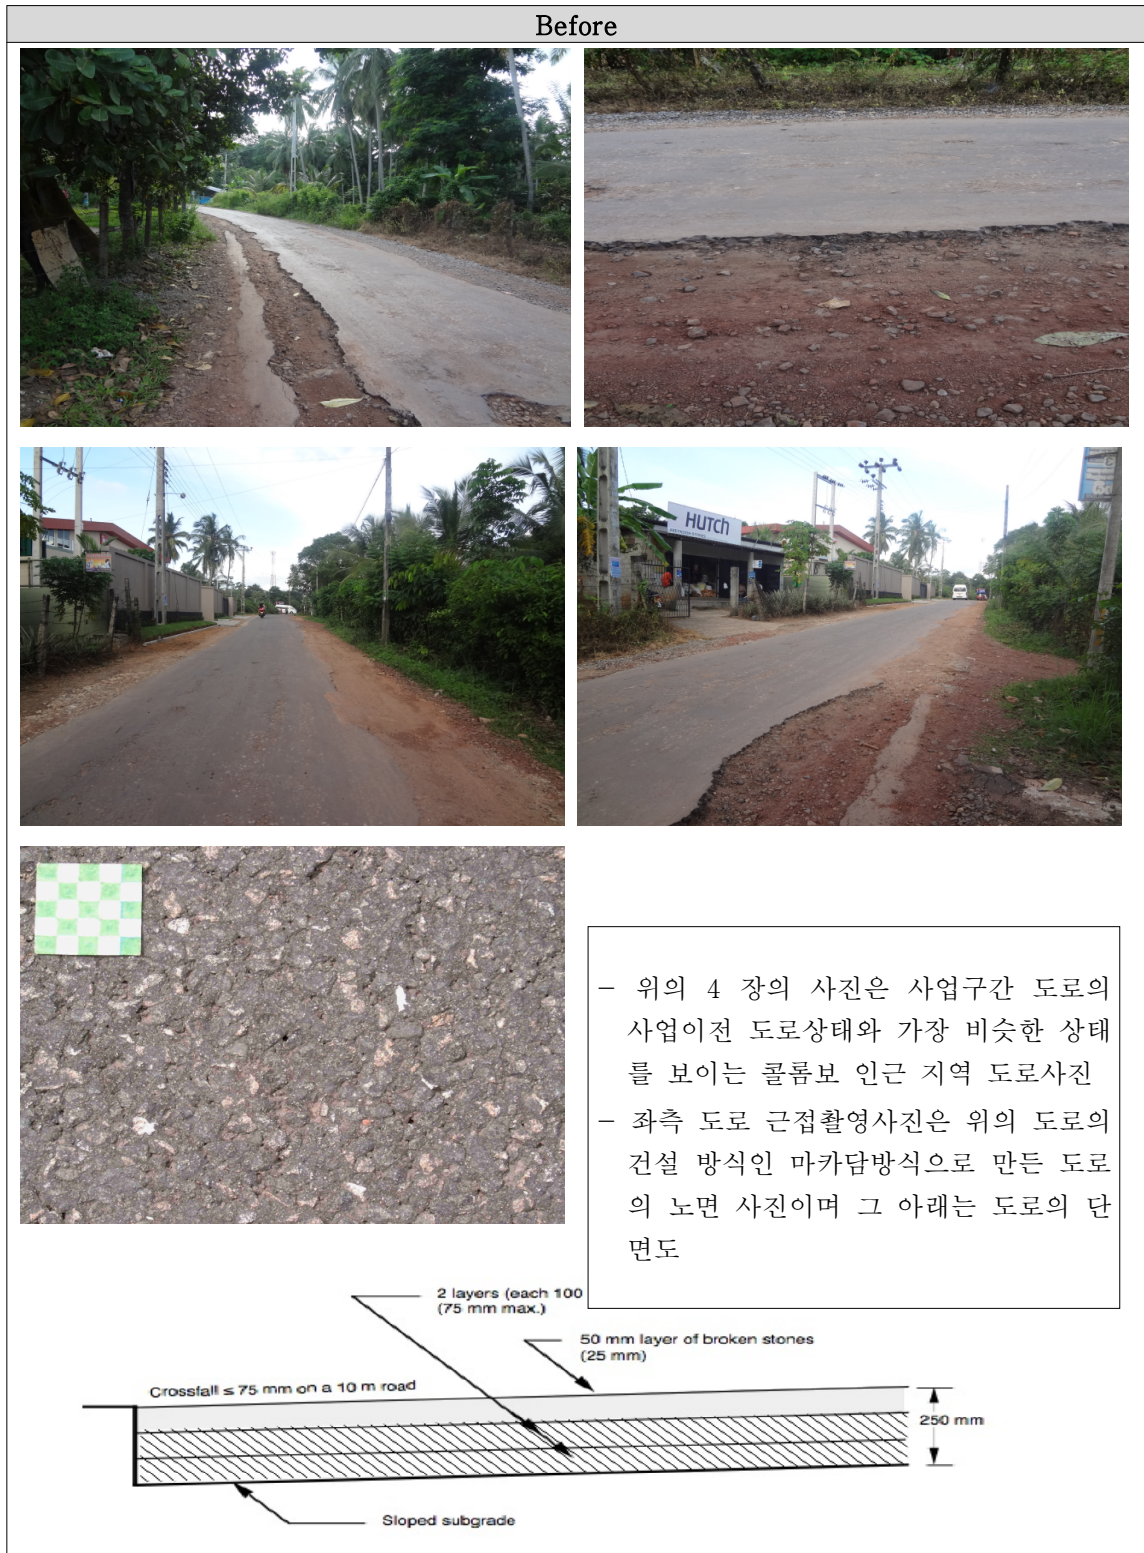 Before
HUTCH
– 위의 4 장의 사진은 사업구간 도로의
사업이전 도로상태와 가장 비슷한 상태
를 보이는 콜롬보 인근 지역 도로사진
– 좌측 도로 근접촬영사진은 위의 도로의
건설 방식인 마카담방식으로 만든 도로
의 노면 사진이며 그 아래는 도로의 단
면도
2 layers (each 100
(75 mm max.)
50 mm layer of broken stones
(25 mm)
Crossfall ≤ 75 mm on a 10 m road
250 mm
Sloped subgrade